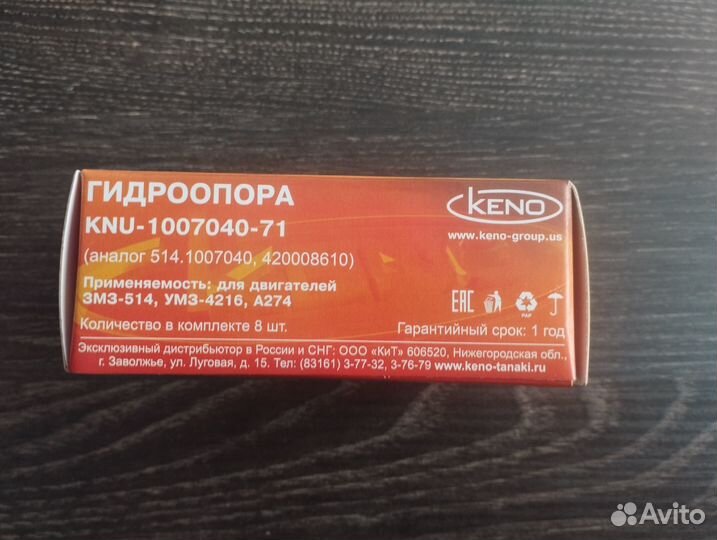 ГИДРООПОРА
KENO
KNU-1007040-71
www.keno-group.us
(аналог 514.1007040, 420008610)
Применяемость: для двигателей
ЗМЗ-514, УМЗ-4216, А274
EAC
PAP
Количество в комплекте 8 шт.
Гарантийный срок: 1 год
Эксклюзивный дистрибьютор в России и СНГ: ООО «КиТ» 606520, Нижегородская обл.,
г. Заволжье, ул. Луговая, д. 15. Тел: (83161) 3-77-32, 3-76-79 www.keno-tanaki.ru
Avito